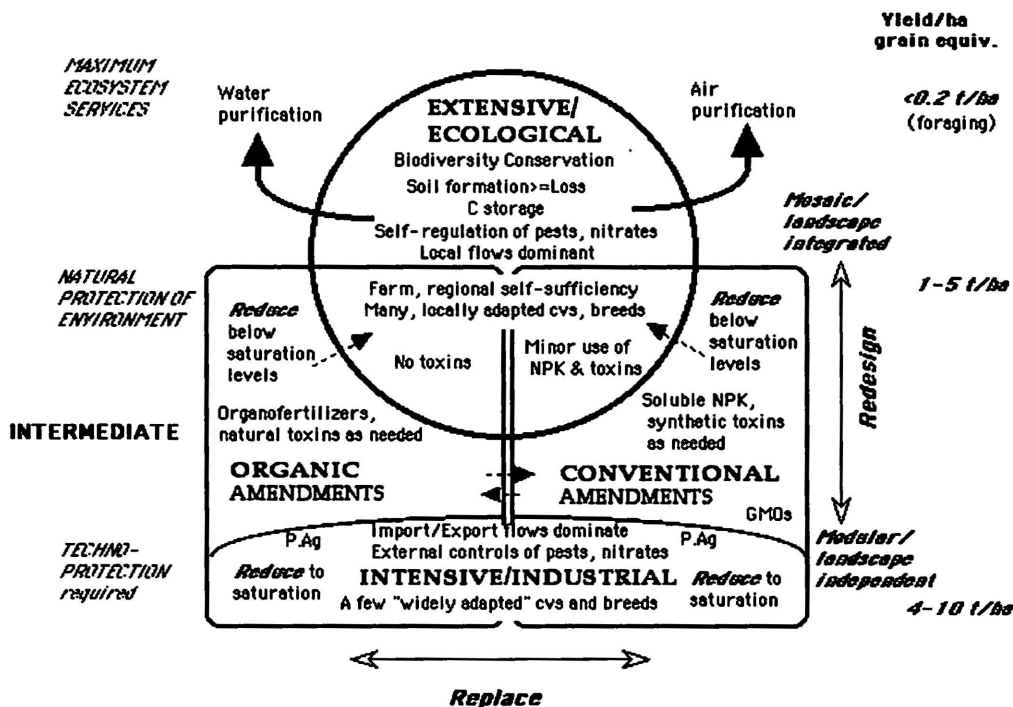 Yield/ha
grain equiv.
MAXIMUM
ECOSYSTEM
SERVICES
Water
purification
Air
purification
<0.2 t/ha
(foraging)
EXTENSIVE/
ECOLOGICAL
Biodiversity Conservation
Soil formation>=Loss
C storage
Self-regulation of pests, nitrates
Local flows dominant
Mosaic/
landscape
integrated
NATURAL
PROTECTION OF
ENVIRONMENT
1-5 t/ha
Farm, regional self-sufficiency
Many, locally adapted cvs, breeds
Reduce
below
saturation
levels
Reduce
below
saturation
levels
No toxins
Minor use of
NPK & toxins
Redesign
INTERMEDIATE
Organofertilizers,
natural toxins as needed
Soluble NPK,
synthetic toxins
as needed
ORGANIC
AMENDMENTS
CONVENTIONAL
AMENDMENTS
GMOs
TECHNO-
PROTECTION
required
P.Ag
Import/Export flows dominate
External controls of pests, nitrates
P.Ag
Modular/
landscape
independent
Reduce to
saturation
INTENSIVE/INDUSTRIAL
A few "widely adapted" cvs and breeds
Reduce to
saturation
4-10 t/ha
Replace